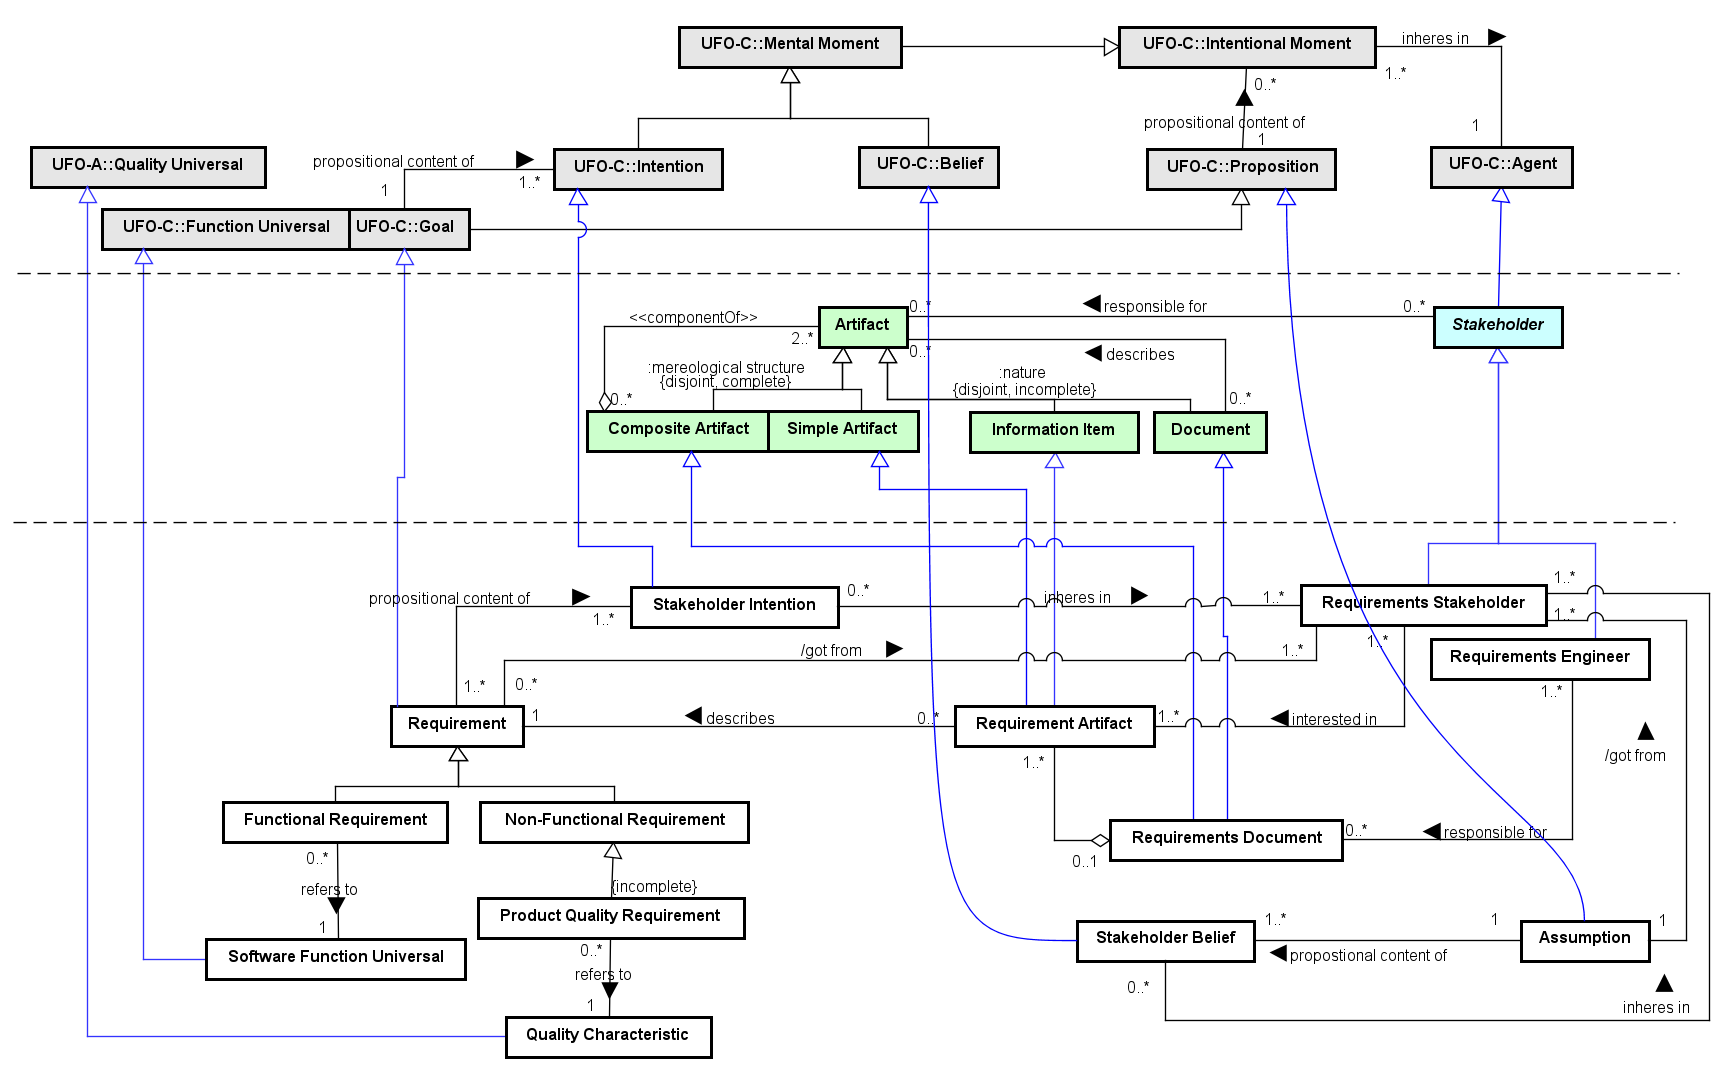 UFO-C::Mental Moment
UFO-C::Intentional Moment
inheres in
1..*
0..*
propositional content of
1
1
UFO-A::Quality Universal
propositional content of
1
1..*
UFO-C::Intention
UFO-C::Belief
UFO-C::Proposition
UFO-C::Agent
UFO-C::Function Universal
UFO-C::Goal
<<componentOf>>
2..*
Artifact
0..*
responsible for
0..*
Stakeholder
0..*
describes
:mereological structure
{disjoint, complete}
:nature
{disjoint, incomplete}
0..*
0..*
Composite Artifact
Simple Artifact
Information Item
Document
propositional content of
1..*
Stakeholder Intention
0..*
inheres in
1..*
Requirements Stakeholder
1..*
1..*
/got from
1..*
1..*
Requirements Engineer
1..*
1..*
0..*
Requirement
1
describes
0..*
Requirement Artifact
1..*
interested in
/got from
1..*
Functional Requirement
Non-Functional Requirement
0..1
Requirements Document
0..*
responsible for
0..*
refers to
1
{incomplete}
Product Quality Requirement
Software Function Universal
0..*
refers to
1
Quality Characteristic
Stakeholder Belief
1..*
1
Assumption
1
propostional content of
0..*
inheres in